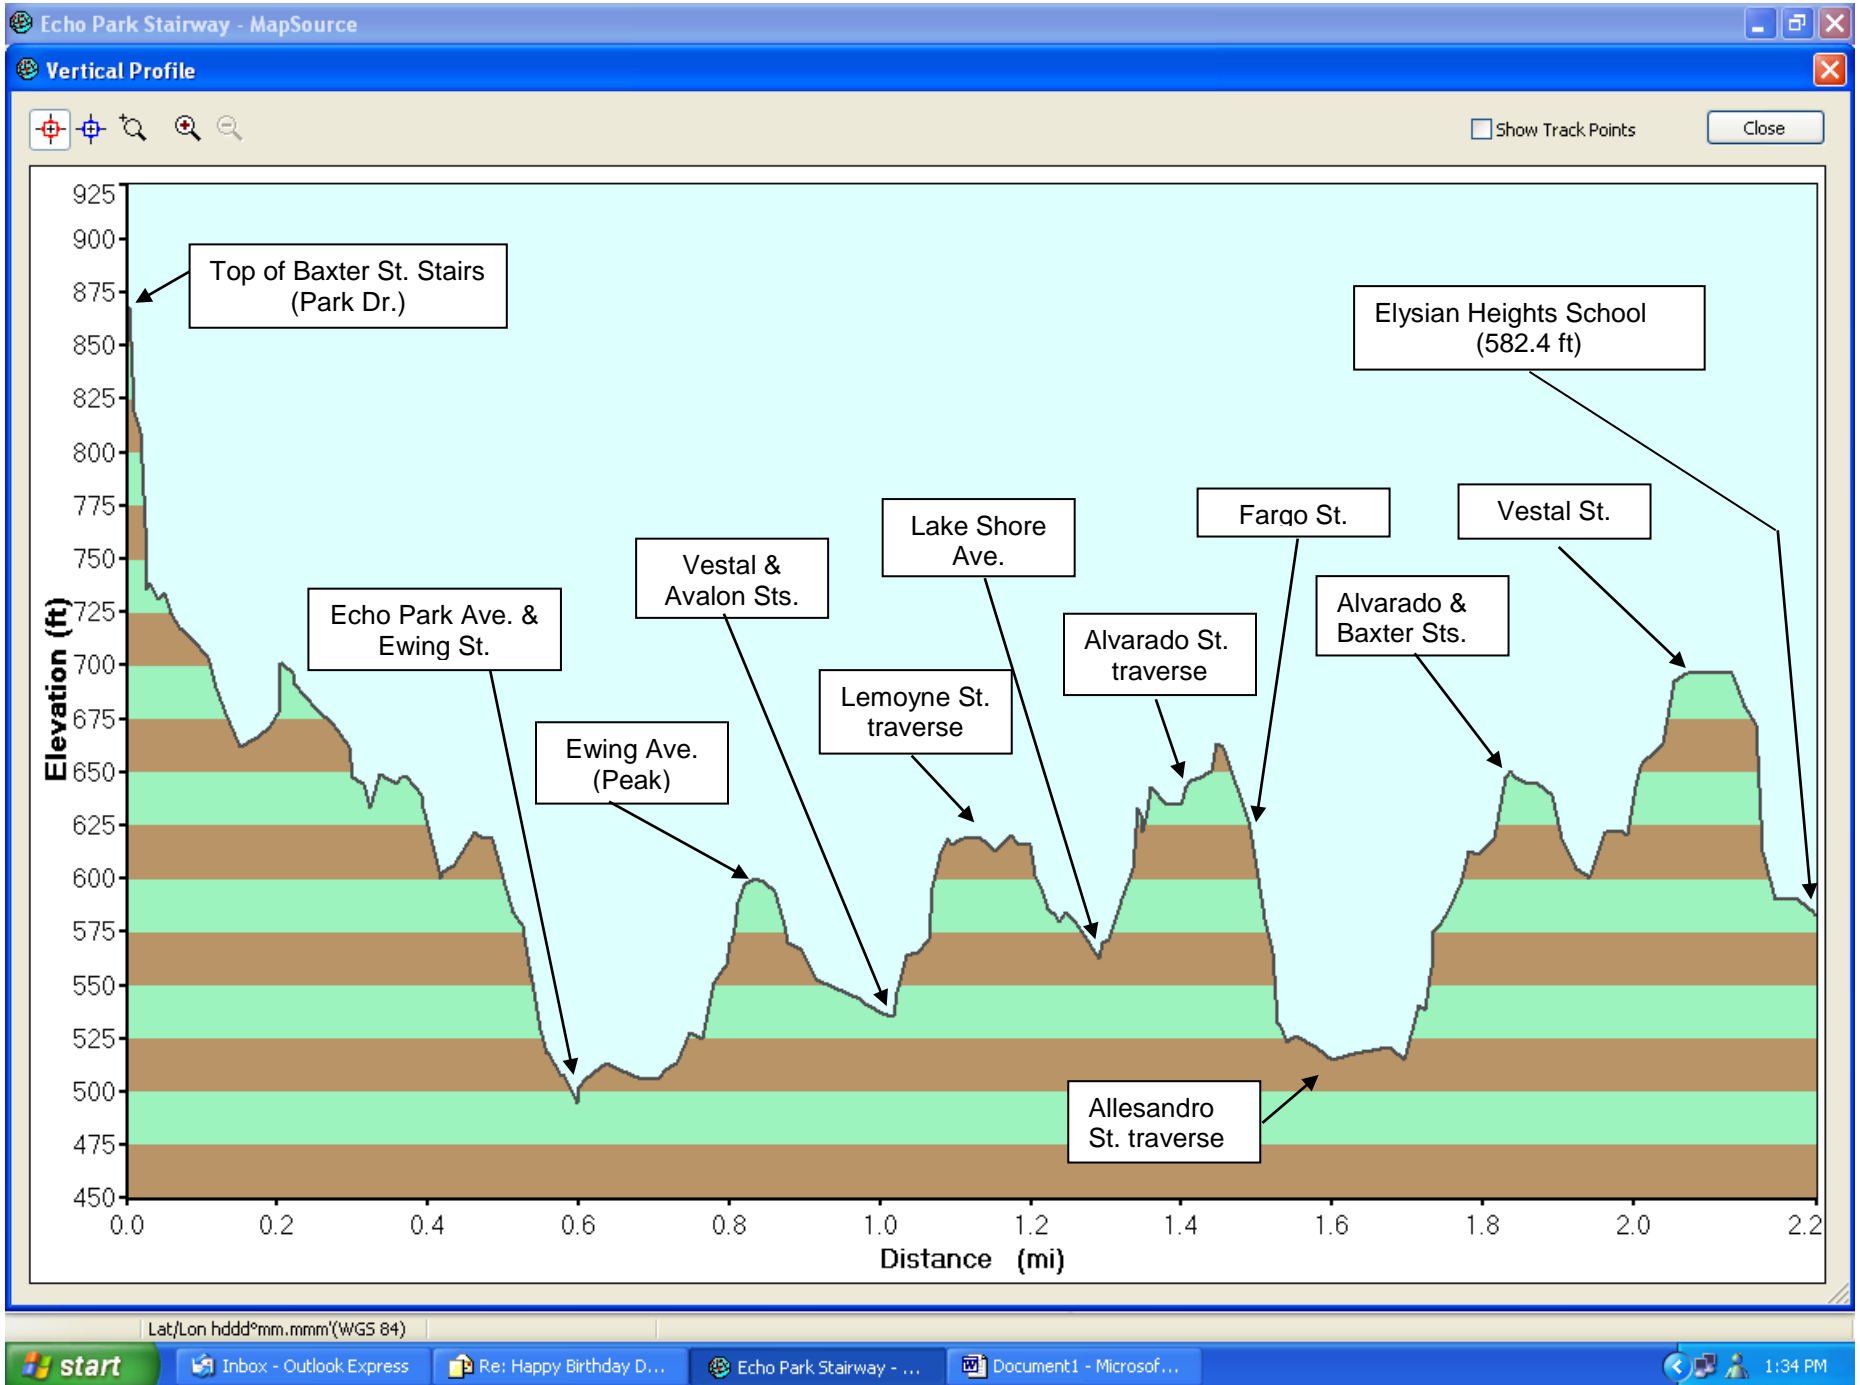 Echo Park Stairway - MapSource
Vertical Profile
Show Track Points
Close
925
900
875
850
825
800
775
750
725
700
675
650
625
600
575
550
525
500
475
450
Elevation (ft)
Top of Baxter St. Stairs
(Park Dr.)
Elysian Heights School
(582.4 ft)
Echo Park Ave. &
Ewing St.
Ewing Ave.
(Peak)
Vestal &
Avalon Sts.
Lemoyne St.
traverse
Lake Shore
Ave.
Alvarado St.
traverse
Fargo St.
Alvarado &
Baxter Sts.
Vestal St.
Allesandro
St. traverse
0.0 0.2 0.4 0.6 0.8 1.0 1.2 1.4 1.6 1.8 2.0 2.2
Distance (mi)
Lat/Lon hddd°mm.mmm'(WGS 84)
start
Inbox - Outlook Express
Re: Happy Birthday D...
Echo Park Stairway - ...
Document1 - Microsof...
1:34 PM